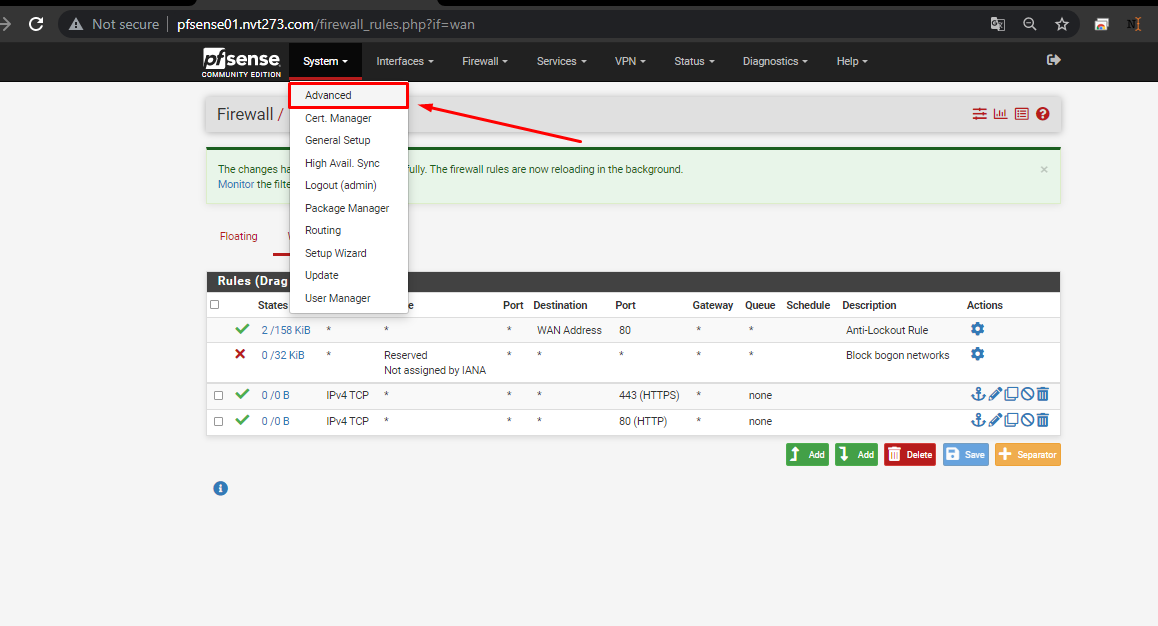 Not secure pfsense01.nvt273.com/firewall_rules.php?if=wan
pfsense
COMMUNITY EDITION
System Interfaces Firewall Services VPN Status Diagnostics Help
Advanced
Cert. Manager
General Setup
High Avail. Sync
Logout (admin)
Package Manager
Routing
Setup Wizard
Update
User Manager
Firewall /
The changes ha fully. The firewall rules are now reloading in the background. ×
Monitor the filte
Floating
Rules (Drag
States Port Destination Port Gateway Queue Schedule Description Actions
2 /158 KiB * * * WAN Address 80 * * Anti-Lockout Rule
0 /32 KiB * Reserved * * * * * Block bogon networks
Not assigned by IANA
0 /0 B IPv4 TCP * * * 443 (HTTPS) * none
0 /0 B IPv4 TCP * * * 80 (HTTP) * none
Add Add Delete Save Separator